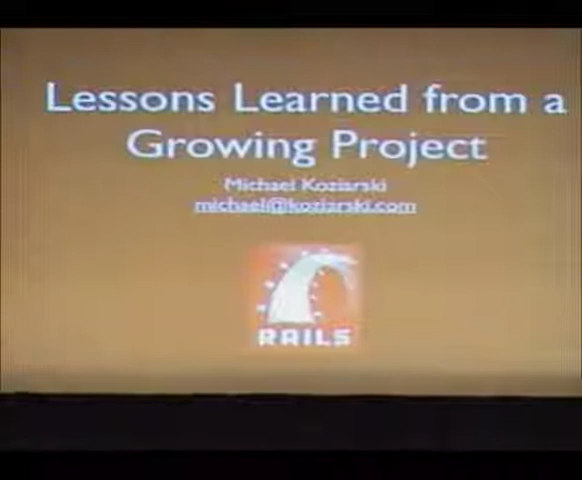 Lessons Learned from a
Growing Project
Michael Koziarski
michael@koziarski.com
RAILS